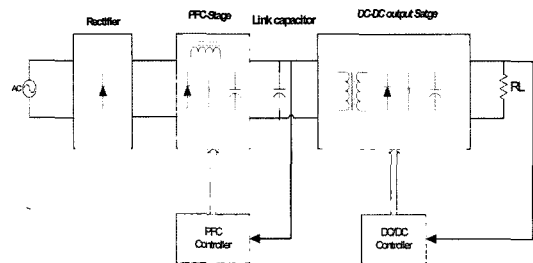 Rectifier
PFC-Stage
Link capacitor
DC-DC output Satge
AC
RL
PFC
Controller
DC/DC
Controller